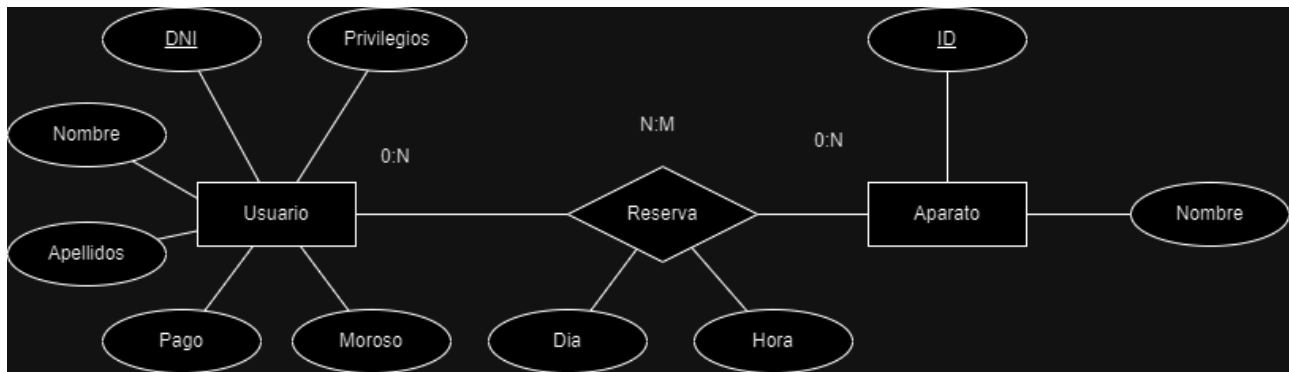 DNI
Privilegios
ID
Nombre
N:M
0:N
0:N
Usuario
Reserva
Aparato
Nombre
Apellidos
Pago
Moroso
Dia
Hora